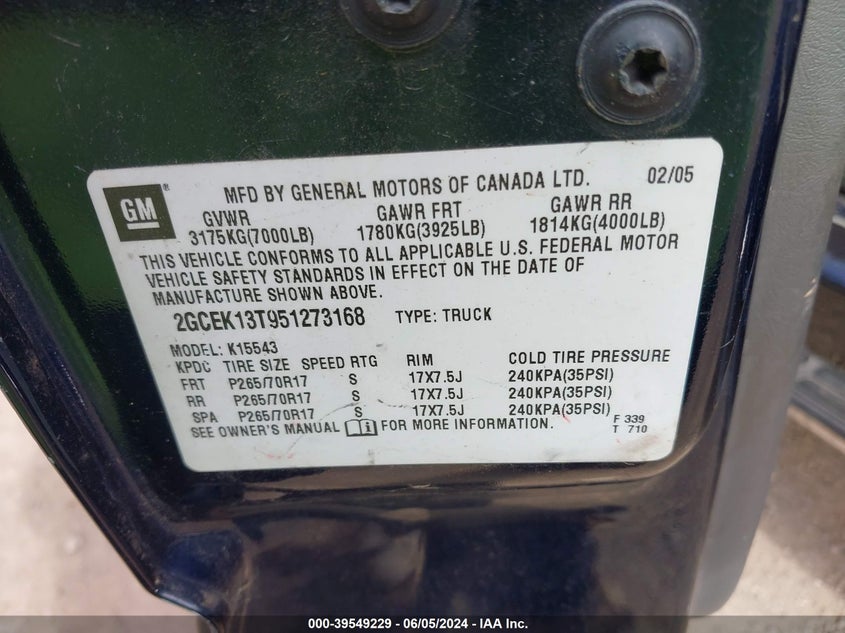 GM ®
MFD BY GENERAL MOTORS OF CANADA LTD. 02/05
GVWR GAWR FRT GAWR RR
3175KG(7000LB) 1780KG(3925LB) 1814KG(4000LB)
THIS VEHICLE CONFORMS TO ALL APPLICABLE U.S. FEDERAL MOTOR
VEHICLE SAFETY STANDARDS IN EFFECT ON THE DATE OF
MANUFACTURE SHOWN ABOVE.
2GCEK13T951273168 TYPE: TRUCK
MODEL: K15543
KPDC TIRE SIZE SPEED RTG RIM COLD TIRE PRESSURE
FRT P265/70R17 S 17X7.5J 240KPA(35PSI)
RR P265/70R17 S 17X7.5J 240KPA(35PSI)
SPA P265/70R17 S 17X7.5J 240KPA(35PSI)
SEE OWNER'S MANUAL FOR MORE INFORMATION.
F 339
T 710
000-39549229 - 06/05/2024 - IAA Inc.